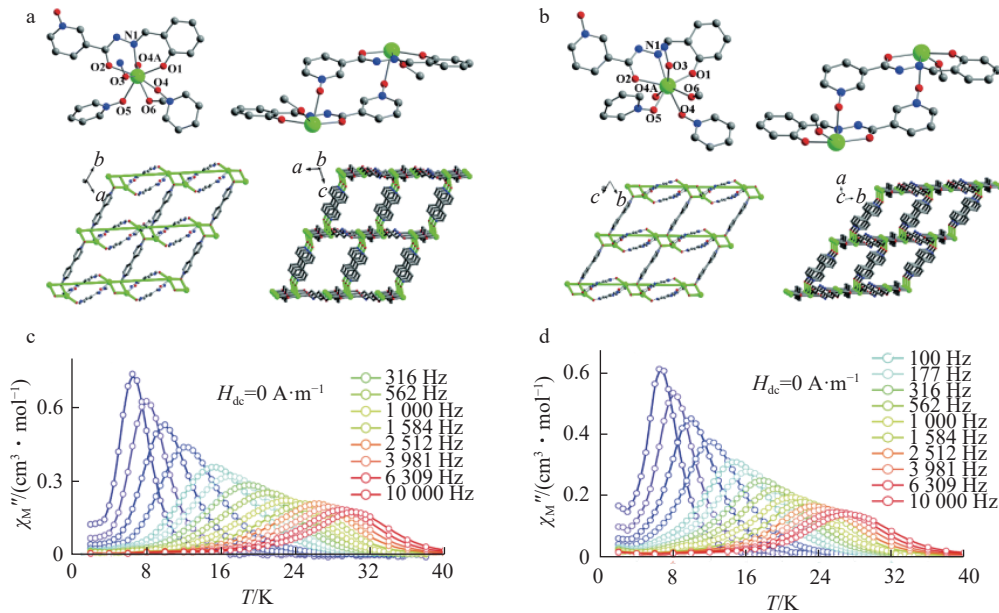 a
N1
O4A
O2
O1
O3
O4
O5
O6
b
a
a
b
c
b
N1
O3
O2
O1
O4A
O6
O5
O4
c
b
a
c
b
c
χM″/(cm³·mol⁻¹)
0.6
0.3
0
0
8
16
24
32
40
T/K
Hdc=0 A·m⁻¹
316 Hz
562 Hz
1 000 Hz
1 584 Hz
2 512 Hz
3 981 Hz
6 309 Hz
10 000 Hz
d
χM″/(cm³·mol⁻¹)
0.6
0.4
0.2
0
0
8
16
24
32
40
T/K
Hdc=0 A·m⁻¹
100 Hz
177 Hz
316 Hz
562 Hz
1 000 Hz
1 584 Hz
2 512 Hz
3 981 Hz
6 309 Hz
10 000 Hz